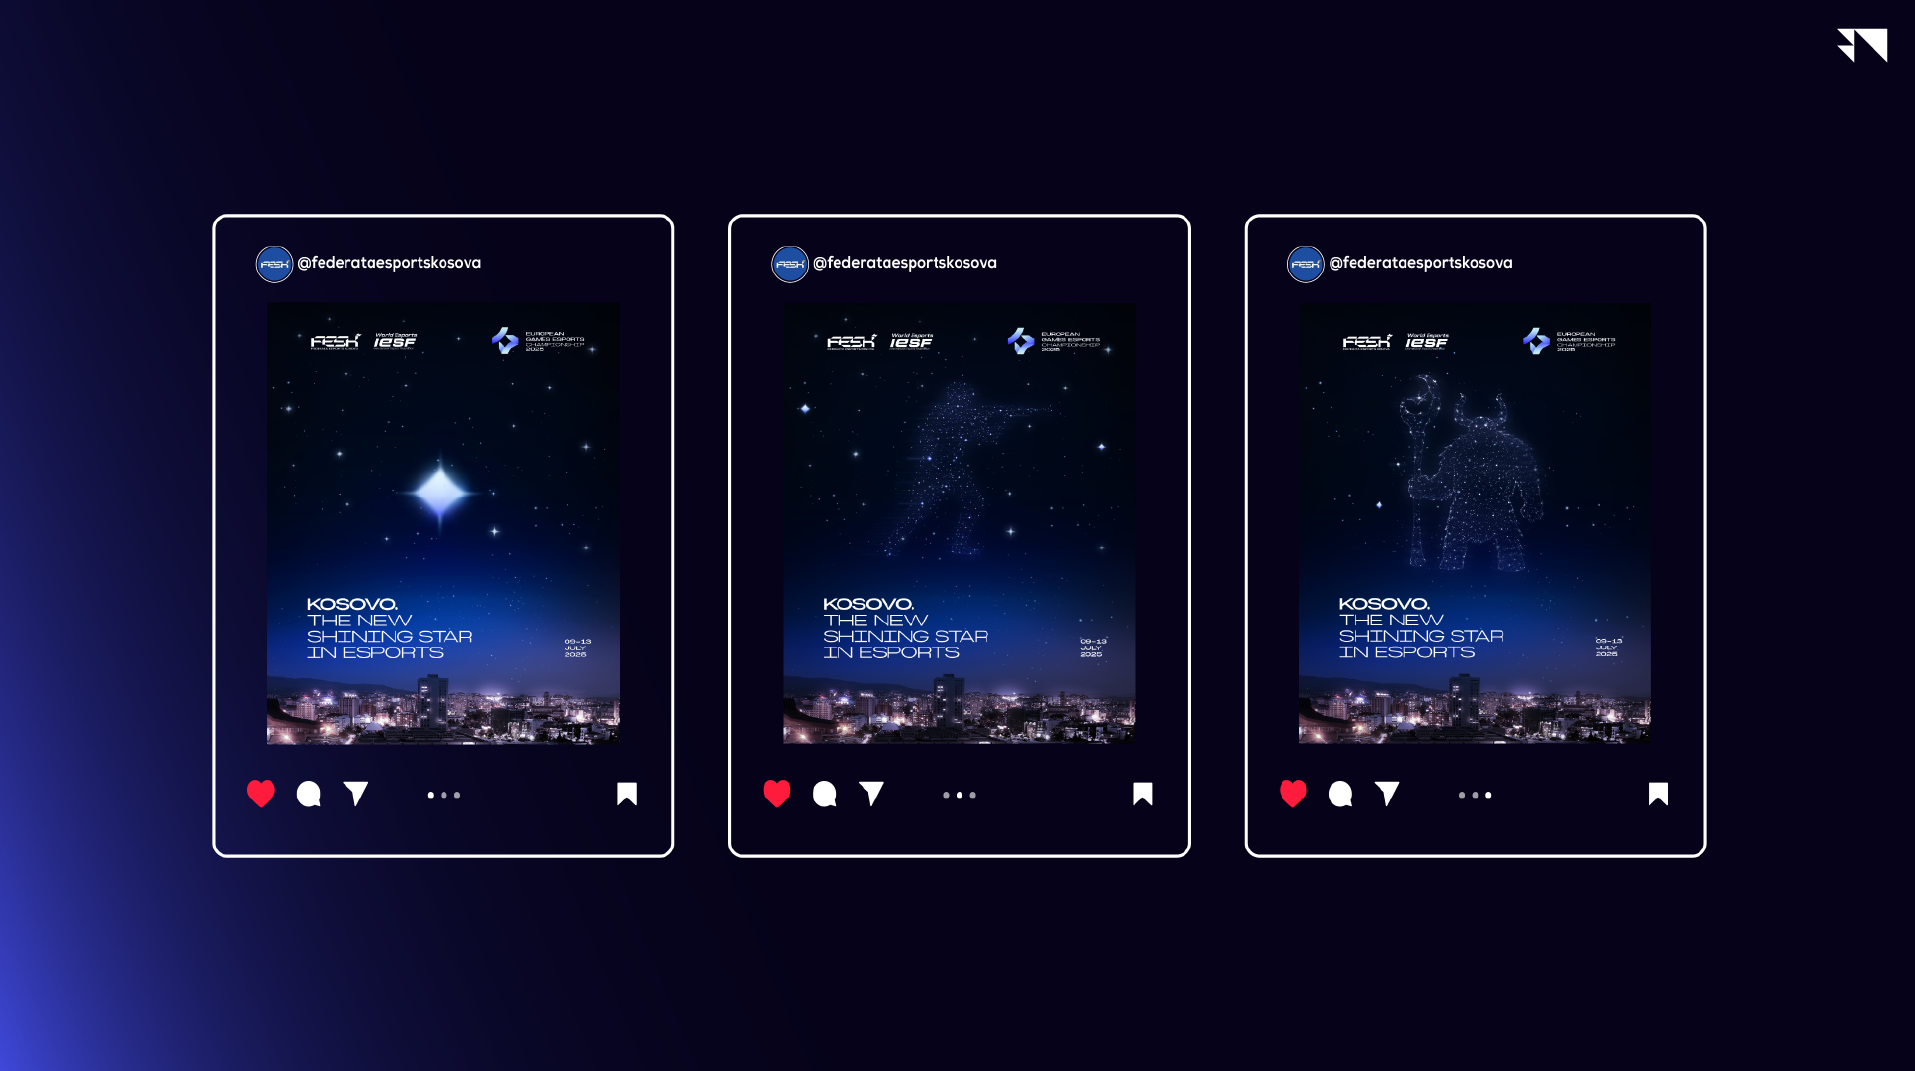 @federataesportskosova
FESK
World Esports
IESF
EUROPEAN
GAMES ESPORTS
CHAMPIONSHIP
2025
KOSOVO.
THE NEW
SHINING STAR
IN ESPORTS
09-13
JULY
2025
@federataesportskosova
FESK
World Esports
IESF
EUROPEAN
GAMES ESPORTS
CHAMPIONSHIP
2025
KOSOVO.
THE NEW
SHINING STAR
IN ESPORTS
09-13
JULY
2025
@federataesportskosova
FESK
World Esports
IESF
EUROPEAN
GAMES ESPORTS
CHAMPIONSHIP
2025
KOSOVO.
THE NEW
SHINING STAR
IN ESPORTS
09-13
JULY
2025